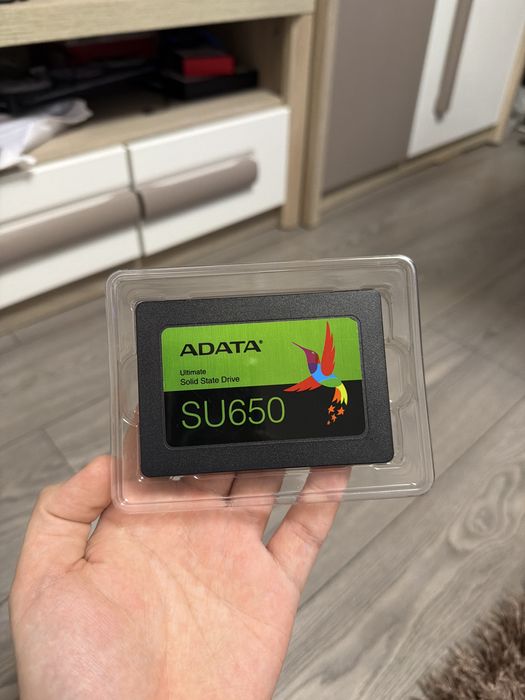 ADATA®
Ultimate
Solid State Drive
SU650